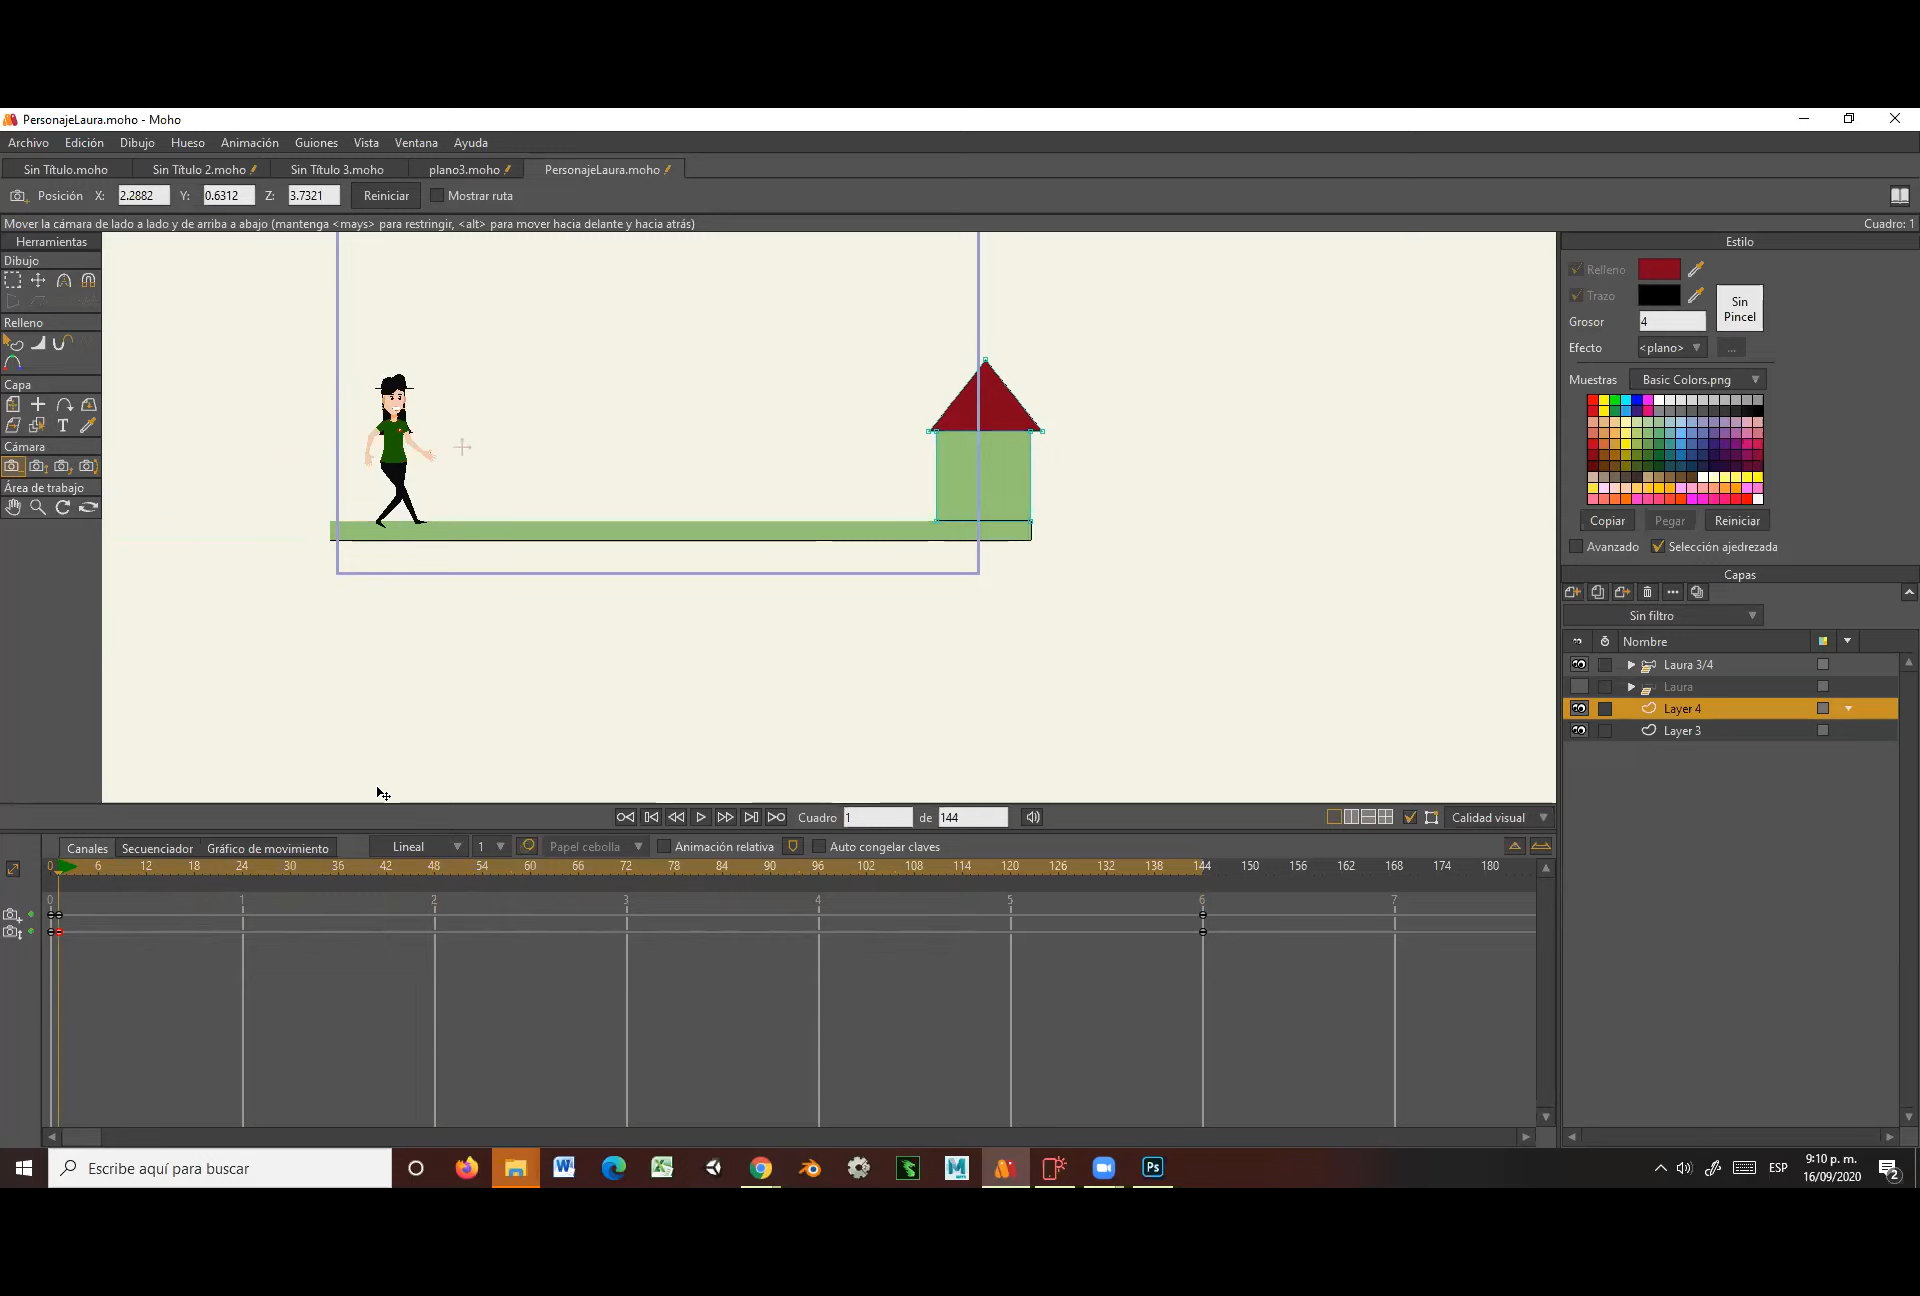 PersonajeLaura.moho - Moho
Archivo Edición Dibujo Hueso Animación Guiones Vista Ventana Ayuda
Sin Título.moho Sin Título 2.moho Sin Título 3.moho plano3.moho PersonajeLaura.moho
Posición X: 2.2882 Y: 0.6312 Z: 3.7321 Reiniciar Mostrar ruta
Mover la cámara de lado a lado y de arriba a abajo (mantenga <mays> para restringir, <alt> para mover hacia delante y hacia atrás) Cuadro: 1
Herramientas
Dibujo
Relleno
Capa
T
Cámara
Área de trabajo
Estilo
Relleno
Trazo
Sin
Pincel
Grosor 4
Efecto <plano> ...
Muestras Basic Colors.png
Copiar Pegar Reiniciar
Avanzado Selección ajedrezada
Capas
Sin filtro
Nombre
Laura 3/4
Laura
Layer 4
Layer 3
Cuadro 1 de 144 Calidad visual
Canales Secuenciador Gráfico de movimiento Lineal 1 Papel cebolla Animación relativa Auto congelar claves
0 6 12 18 24 30 36 42 48 54 60 66 72 78 84 90 96 102 108 114 120 126 132 138 144 150 156 162 168 174 180
0 1 2 3 4 5 6 7
Escribe aquí para buscar
Ps
ESP
9:10 p. m.
16/09/2020
2